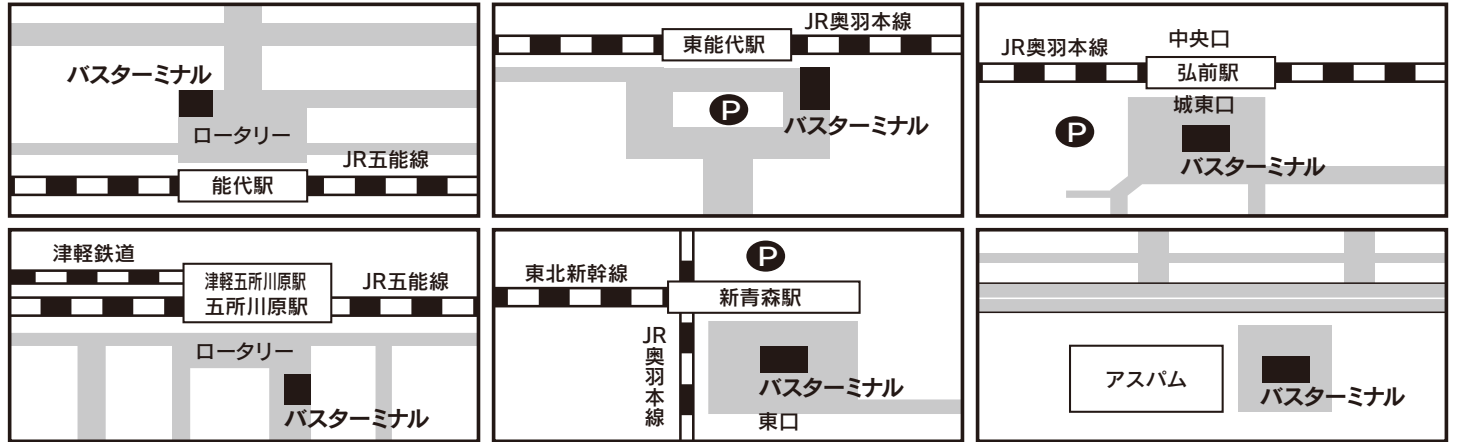 バスターミナル
ロータリー
JR五能線
能代駅
JR奥羽本線
東能代駅
P
バスターミナル
中央口
JR奥羽本線
弘前駅
城東口
P
バスターミナル
津軽鉄道
津軽五所川原駅
JR五能線
五所川原駅
ロータリー
バスターミナル
P
東北新幹線
新青森駅
JR奥羽本線
バスターミナル
東口
アスパム
バスターミナル